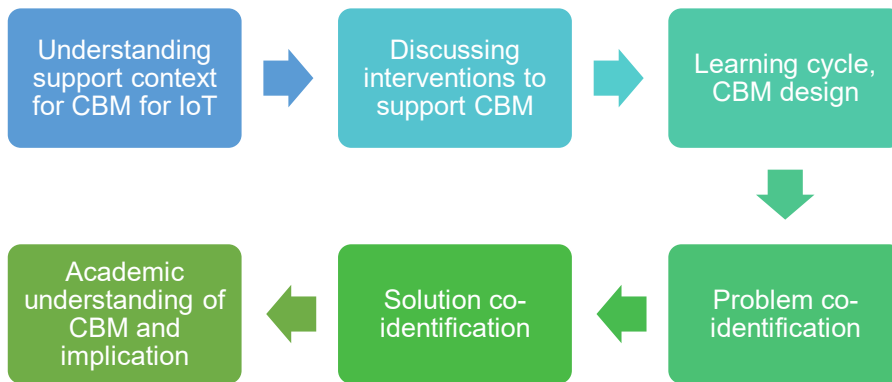 Understanding
support context
for CBM for IoT
Discussing
interventions to
support CBM
Learning cycle,
CBM design
Problem co-
identification
Solution co-
identification
Academic
understanding of
CBM and
implication